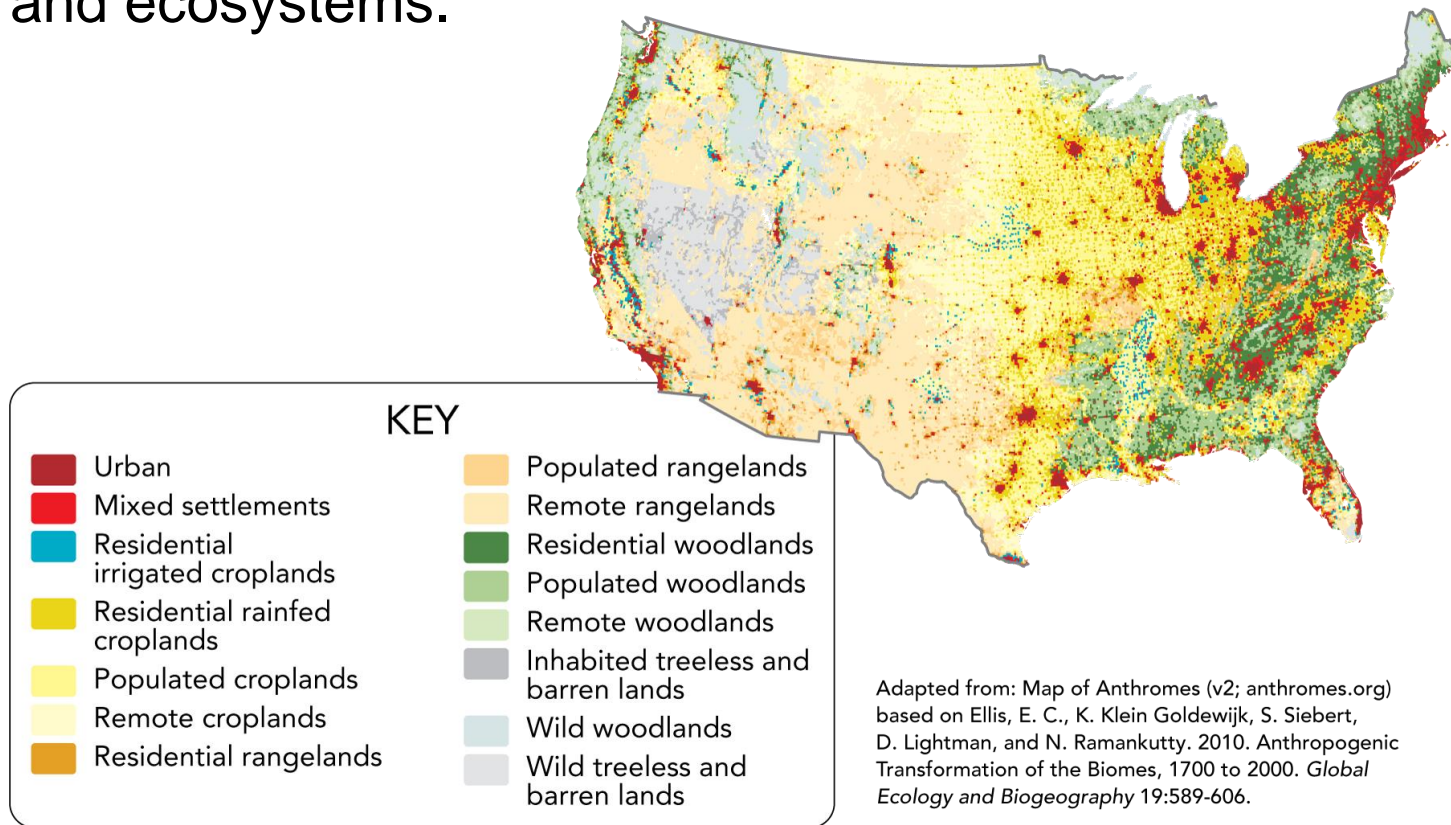 and ecosystems.
KEY
Urban
Mixed settlements
Residential
irrigated croplands
Residential rainfed
croplands
Populated croplands
Remote croplands
Residential rangelands
Populated rangelands
Remote rangelands
Residential woodlands
Populated woodlands
Remote woodlands
Inhabited treeless and
barren lands
Wild woodlands
Wild treeless and
barren lands
Adapted from: Map of Anthromes (v2; anthromes.org)
based on Ellis, E. C., K. Klein Goldewijk, S. Siebert,
D. Lightman, and N. Ramankutty. 2010. Anthropogenic
Transformation of the Biomes, 1700 to 2000. Global
Ecology and Biogeography 19:589-606.